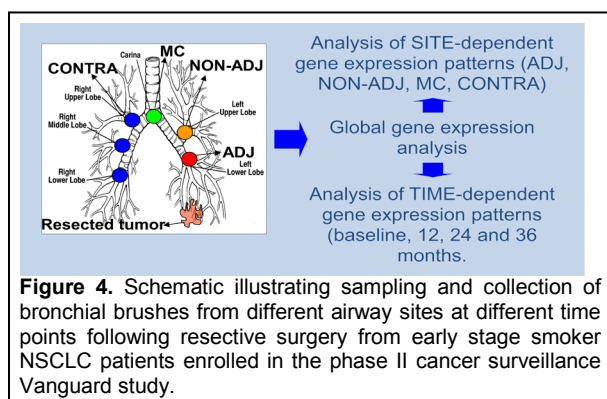 Carina
MC
CONTRA
NON-ADJ
Right
Upper Lobe
Left
Upper Lobe
Right
Middle Lobe
ADJ
Right
Lower Lobe
Left
Lower Lobe
Resected tumor
Analysis of SITE-dependent
gene expression patterns (ADJ,
NON-ADJ, MC, CONTRA)
Global gene expression
analysis
Analysis of TIME-dependent
gene expression patterns
(baseline, 12, 24 and 36
months.
Figure 4. Schematic illustrating sampling and collection of
bronchial brushes from different airway sites at different time
points following resective surgery from early stage smoker
NSCLC patients enrolled in the phase II cancer surveillance
Vanguard study.